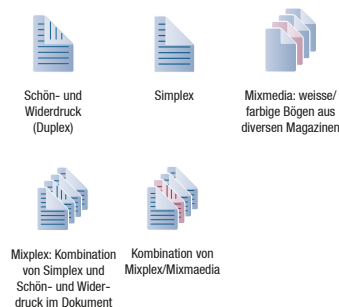 Schön- und
Widerdruck
(Duplex)
Simplex
Mixmedia: weisse/
farbige Bögen aus
diversen Magazinen
Mixplex: Kombination
von Simplex und
Schön- und Wider-
druck im Dokument
Kombination von
Mixplex/Mixmaedia